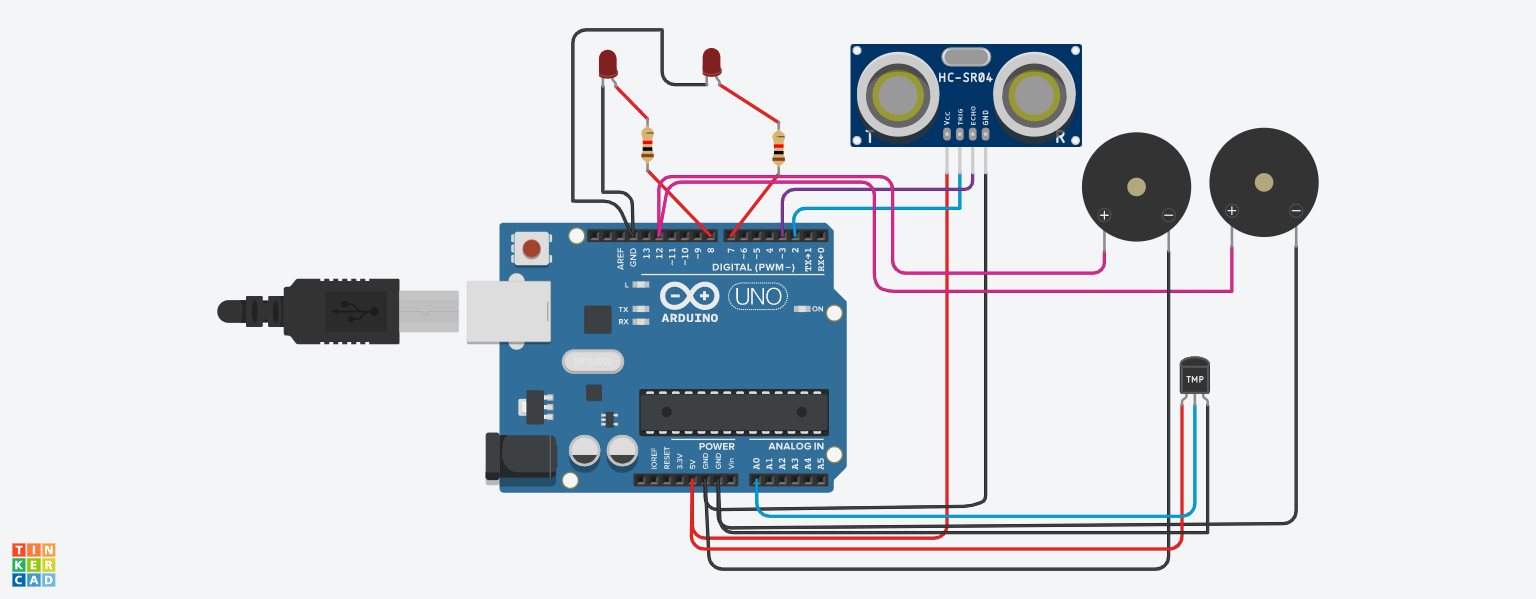 HC-SR04
VCC
TRIG
ECHO
GND
T
R
+
−
+
−
AREF
GND
13
12
~11
~10
~9
8
7
~6
~5
4
~3
2
TX→1
RX←0
DIGITAL (PWM~)
L
TX
RX
ARDUINO
UNO
ON
TMP
POWER
ANALOG IN
IOREF
RESET
3.3V
5V
GND
GND
Vin
A0
A1
A2
A3
A4
A5
TIN
KER
CAD